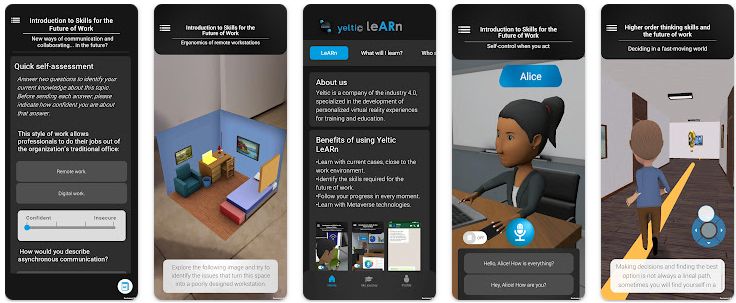 Introduction to Skills for the
Future of Work
New ways of communication and
collaborating... in the future?
Quick self-assessment
Answer two questions to identify your
current knowledge about this topic.
Before sending each answer, please
indicate how confident you are about
that answer.
This style of work allows
professionals to do their jobs out of
the organization's traditional office:
Remote work.
Digital work.
Confident
Insecure
How would you describe
asynchronous communication?
Introduction to Skills for the
Future of Work
Ergonomics of remote workstations
Explore the following image and try to
identify the issues that turn this space
into a poorly designed workstation.
yeltic leARn
LeARn
What will I learn?
Who s
About us
Yeltic is a company of the industry 4.0,
specialized in the development of
personalized virtual reality experiences
for training and education.
Benefits of using Yeltic
LeARn
•Learn with current cases, close to the
work environment.
•Identify the skills required for the
future of work.
•Follow your progress in every moment.
•Learn with Metaverse technologies.
Introduction to Skills for the
Future of Work
Self-control when you act
Alice
OFF
Hello, Alice! How is everything?
Hey, Alice! How are you?
Higher order thinking skills and
the future of work
Deciding in a fast-moving world
Making decisions and finding the best
option is not always a lineal path,
sometimes you will find yourself in a